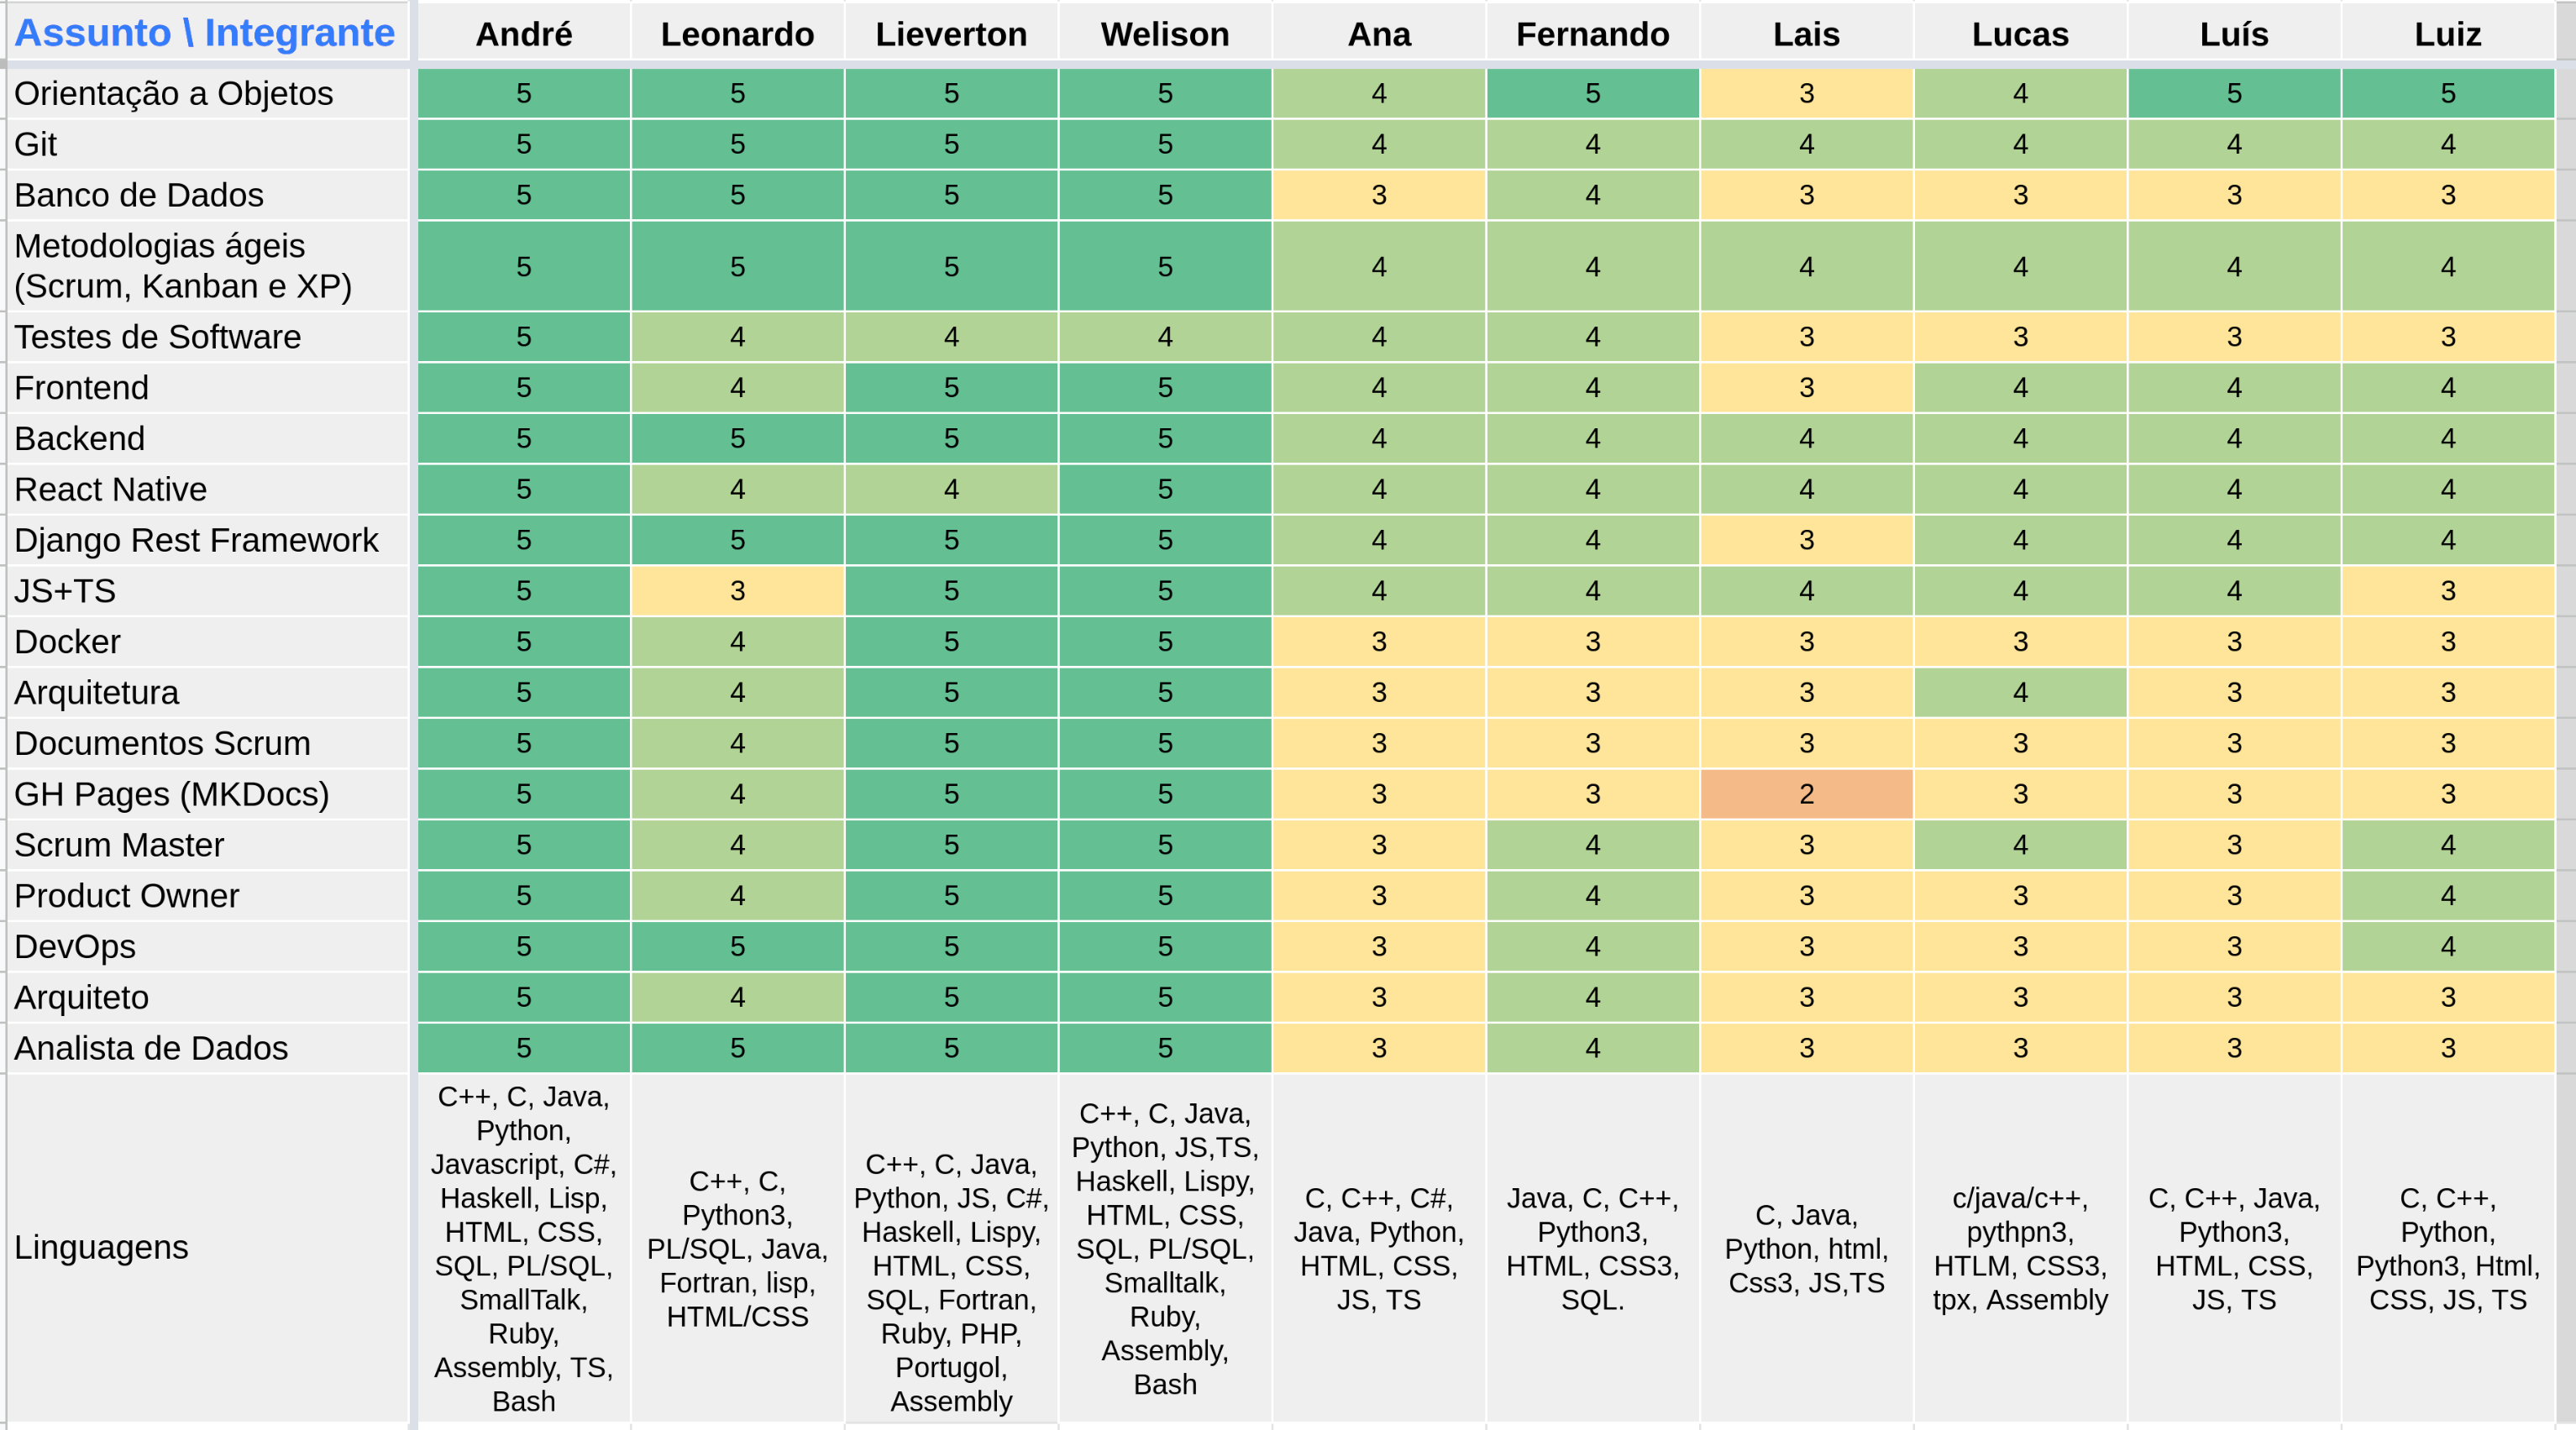 Assunto \ Integrante André Leonardo Lieverton Welison Ana Fernando Lais Lucas Luís Luiz
Orientação a Objetos 5 5 5 5 4 5 3 4 5 5
Git 5 5 5 5 4 4 4 4 4 4
Banco de Dados 5 5 5 5 3 4 3 3 3 3
Metodologias ágeis
(Scrum, Kanban e XP) 5 5 5 5 4 4 4 4 4 4
Testes de Software 5 4 4 4 4 4 3 3 3 3
Frontend 5 4 5 5 4 4 3 4 4 4
Backend 5 5 5 5 4 4 4 4 4 4
React Native 5 4 4 5 4 4 4 4 4 4
Django Rest Framework 5 5 5 5 4 4 3 4 4 4
JS+TS 5 3 5 5 4 4 4 4 4 3
Docker 5 4 5 5 3 3 3 3 3 3
Arquitetura 5 4 5 5 3 3 3 4 3 3
Documentos Scrum 5 4 5 5 3 3 3 3 3 3
GH Pages (MKDocs) 5 4 5 5 3 3 2 3 3 3
Scrum Master 5 4 5 5 3 4 3 4 3 4
Product Owner 5 4 5 5 3 4 3 3 3 4
DevOps 5 5 5 5 3 4 3 3 3 4
Arquiteto 5 4 5 5 3 4 3 3 3 3
Analista de Dados 5 5 5 5 3 4 3 3 3 3
Linguagens
C++, C, Java,
Python,
Javascript, C#,
Haskell, Lisp,
HTML, CSS,
SQL, PL/SQL,
SmallTalk,
Ruby,
Assembly, TS,
Bash
C++, C,
Python3,
PL/SQL, Java,
Fortran, lisp,
HTML/CSS
C++, C, Java,
Python, JS, C#,
Haskell, Lispy,
HTML, CSS,
SQL, Fortran,
Ruby, PHP,
Portugol,
Assembly
C++, C, Java,
Python, JS,TS,
Haskell, Lispy,
HTML, CSS,
SQL, PL/SQL,
Smalltalk,
Ruby,
Assembly,
Bash
C, C++, C#,
Java, Python,
HTML, CSS,
JS, TS
Java, C, C++,
Python3,
HTML, CSS3,
SQL.
C, Java,
Python, html,
Css3, JS,TS
c/java/c++,
pythpn3,
HTLM, CSS3,
tpx, Assembly
C, C++, Java,
Python3,
HTML, CSS,
JS, TS
C, C++,
Python,
Python3, Html,
CSS, JS, TS